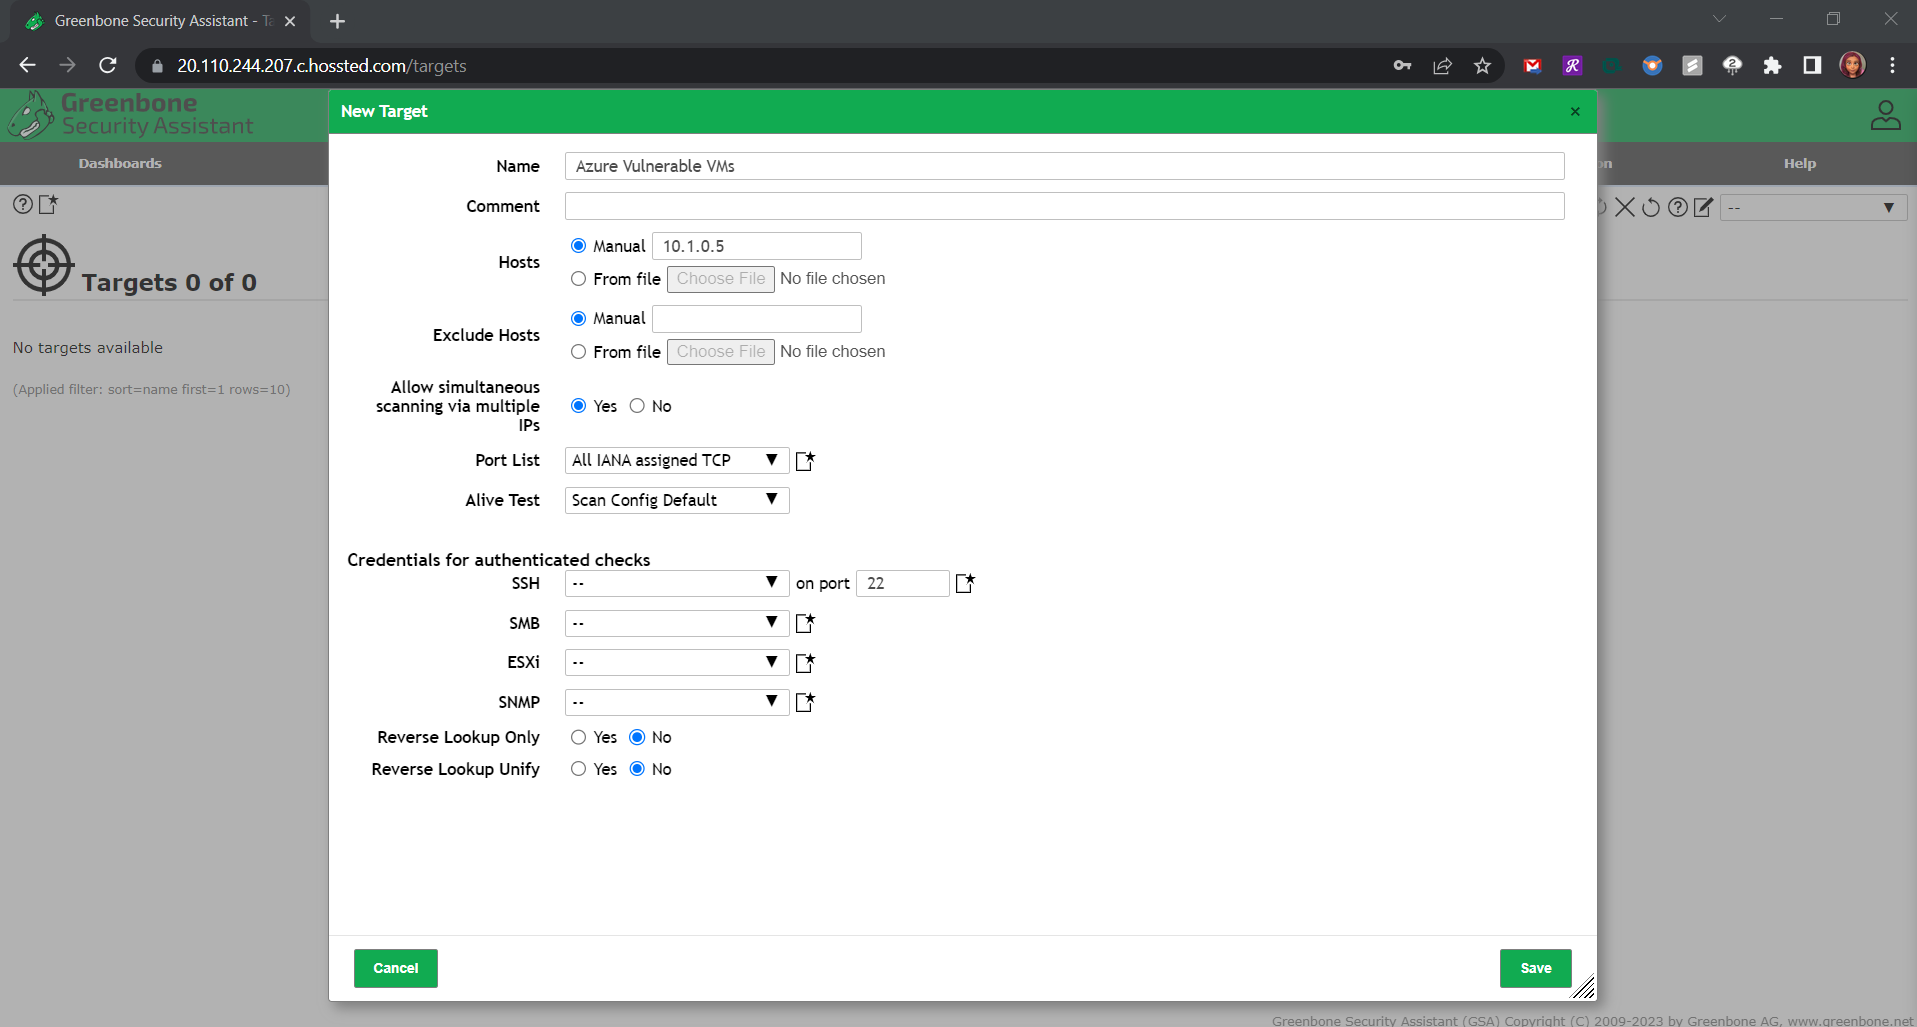 Greenbone Security Assistant - Ta
20.110.244.207.c.hossted.com/targets
Greenbone
Security Assistant
New Target
×
Dashboards
on
Help
Name
Azure Vulnerable VMs
Comment
--
Hosts
Manual
10.1.0.5
From file
Choose File
No file chosen
Targets 0 of 0
Exclude Hosts
Manual
From file
Choose File
No file chosen
No targets available
(Applied filter: sort=name first=1 rows=10)
Allow simultaneous
scanning via multiple
IPs
Yes
No
Port List
All IANA assigned TCP
Alive Test
Scan Config Default
Credentials for authenticated checks
SSH
--
on port
22
SMB
--
ESXi
--
SNMP
--
Reverse Lookup Only
Yes
No
Reverse Lookup Unify
Yes
No
Cancel
Save
Greenbone Security Assistant (GSA) Copyright (C) 2009-2023 by Greenbone AG, www.greenbone.net